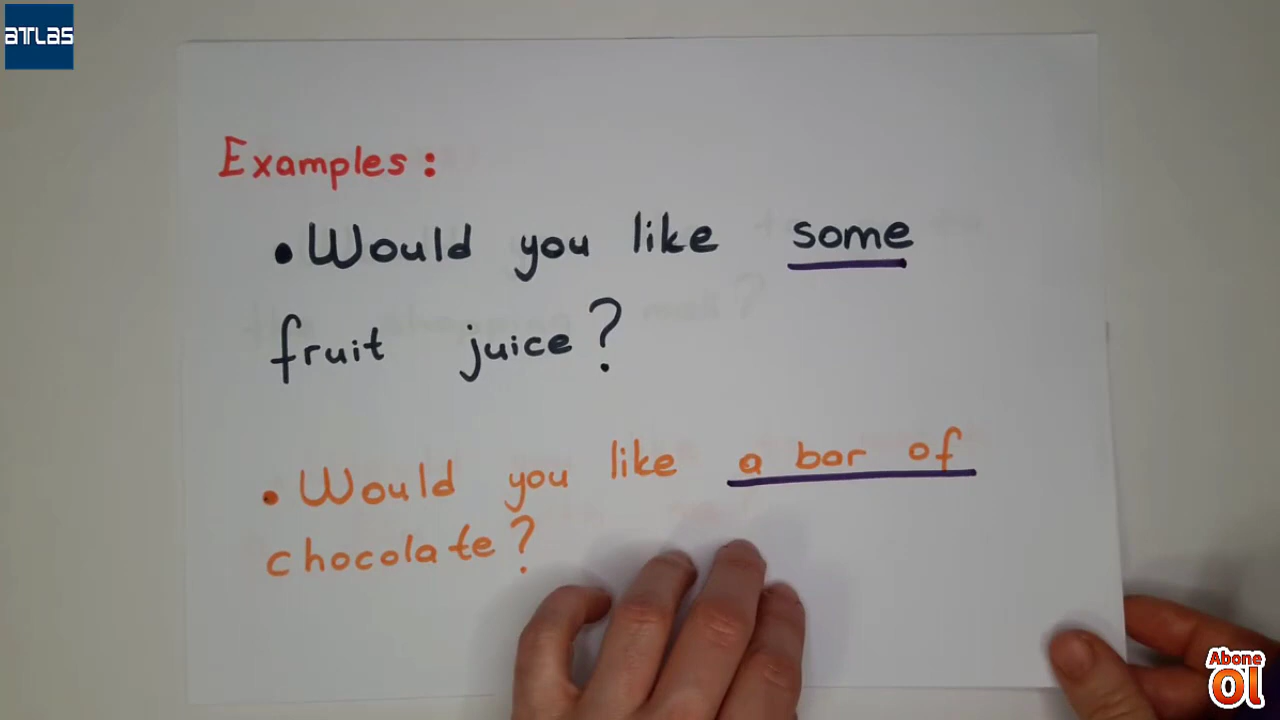 ATLAS
Examples:
• Would you like some
fruit juice?
• Would you like a bar of
chocolate?
Abone
Ol